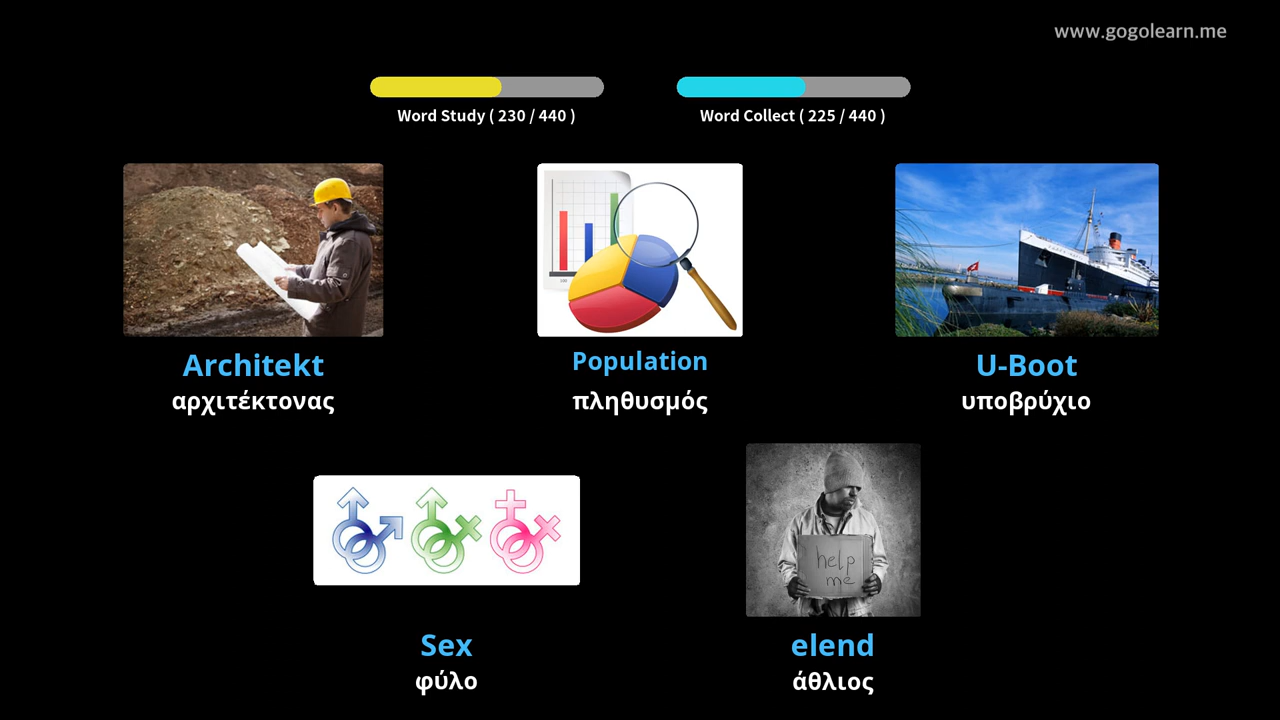 www.gogolearn.me
Word Study ( 230 / 440 )
Word Collect ( 225 / 440 )
Architekt
αρχιτέκτονας
Population
πληθυσμός
U-Boot
υποβρύχιο
help
me
Sex
φύλο
elend
άθλιος